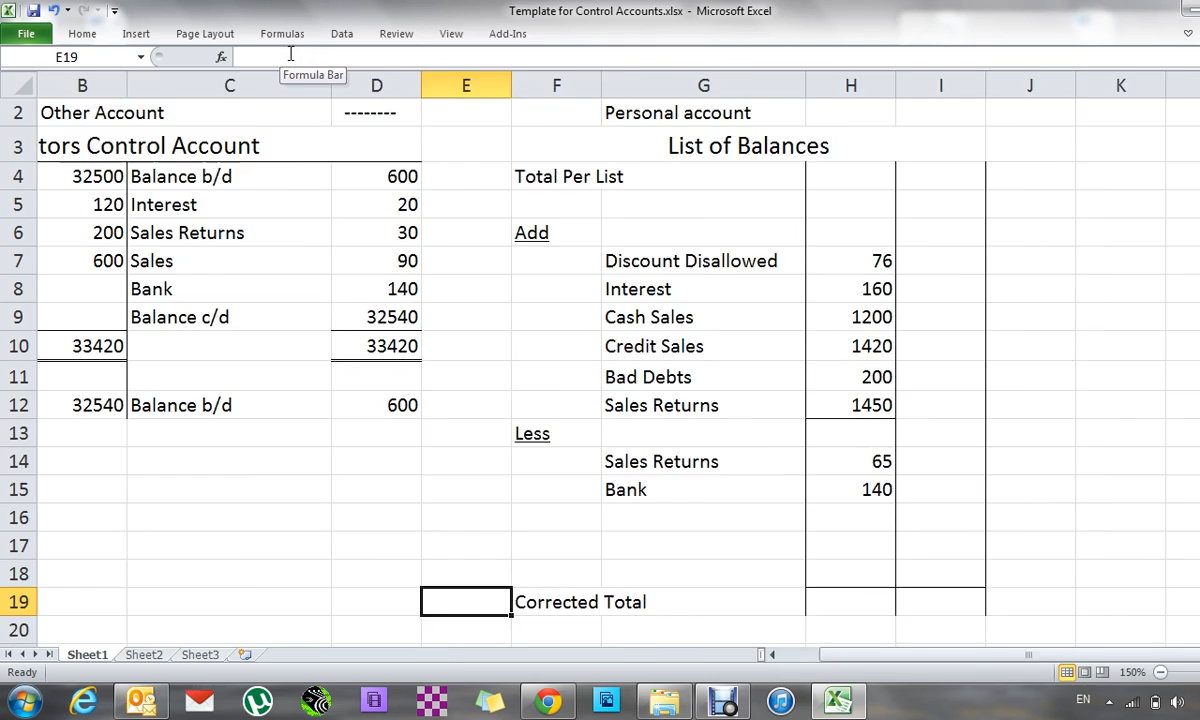 Template for Control Accounts.xlsx - Microsoft Excel
File Home Insert Page Layout Formulas Data Review View Add-Ins
E19 fx
Formula Bar
B C D E F G H I J K
2 Other Account -------- Personal account
3 tors Control Account List of Balances
4 32500 Balance b/d 600 Total Per List
5 120 Interest 20
6 200 Sales Returns 30 Add
7 600 Sales 90 Discount Disallowed 76
8 Bank 140 Interest 160
9 Balance c/d 32540 Cash Sales 1200
10 33420 33420 Credit Sales 1420
11 Bad Debts 200
12 32540 Balance b/d 600 Sales Returns 1450
13 Less
14 Sales Returns 65
15 Bank 140
16
17
18
19 Corrected Total
20
Sheet1 Sheet2 Sheet3
Ready 150%
EN